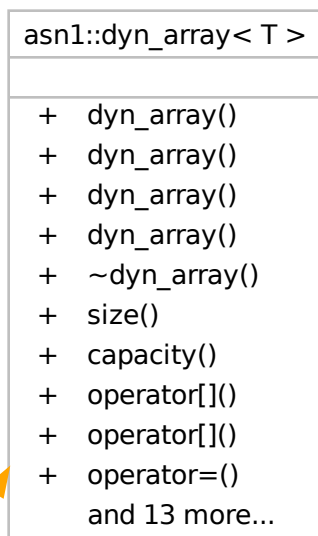 asn1::dyn_array< T >
+ dyn_array()
+ dyn_array()
+ dyn_array()
+ dyn_array()
+ ~dyn_array()
+ size()
+ capacity()
+ operator[]()
+ operator[]()
+ operator=()
and 13 more...